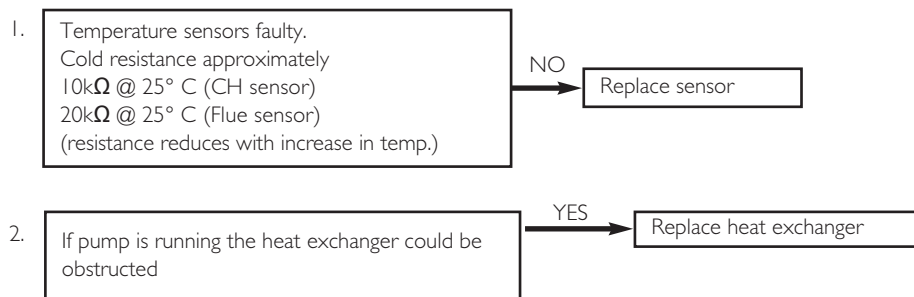 1.
Temperature sensors faulty.
Cold resistance approximately
10kΩ @ 25° C (CH sensor)
20kΩ @ 25° C (Flue sensor)
(resistance reduces with increase in temp.)
NO
Replace sensor
2.
If pump is running the heat exchanger could be
obstructed
YES
Replace heat exchanger